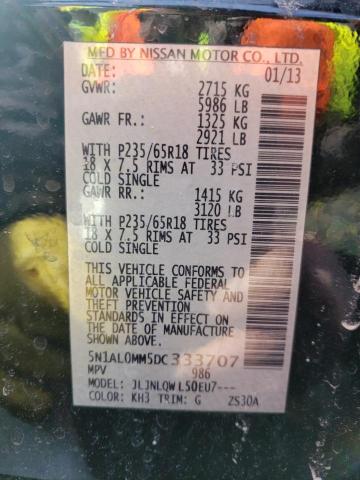 MFD BY NISSAN MOTOR CO., LTD.
DATE: 01/13
GVWR: 2715 KG
5986 LB
GAWR FR.: 1325 KG
2921 LB
WITH P235/65R18 TIRES
18 X 7.5 RIMS AT 33 PSI
COLD SINGLE
GAWR RR.: 1415 KG
3120 LB
WITH P235/65R18 TIRES
18 X 7.5 RIMS AT 33 PSI
COLD SINGLE
THIS VEHICLE CONFORMS TO
ALL APPLICABLE FEDERAL
MOTOR VEHICLE SAFETY AND
THEFT PREVENTION
STANDARDS IN EFFECT ON
THE DATE OF MANUFACTURE
SHOWN ABOVE.
5N1AL0MM5DC333707
MPV 986
MODEL: JLJNLQWL50EU7---
COLOR: KH3 TRIM: G ZS30A